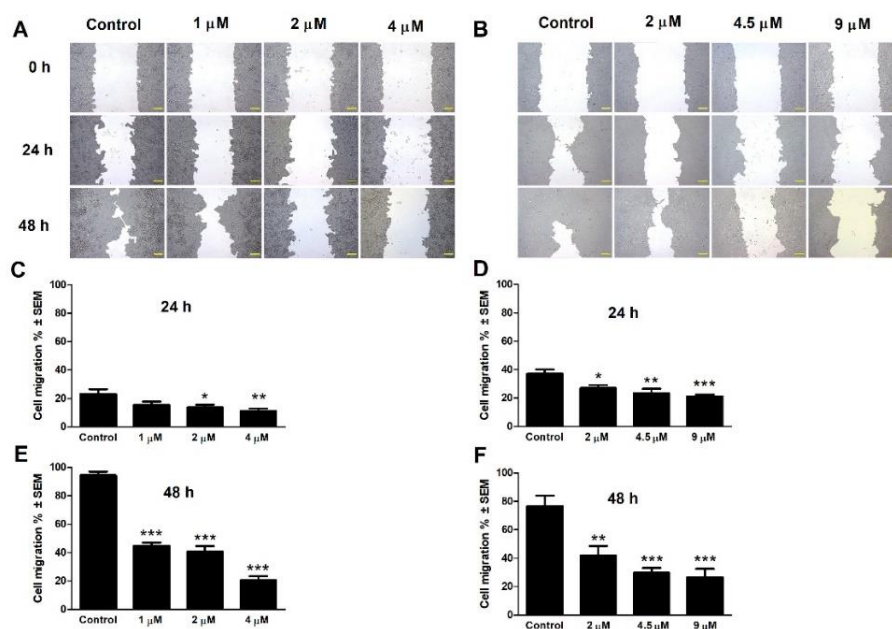 A
Control 1 μM 2 μM 4 μM
0 h
24 h
48 h
B
Control 2 μM 4.5 μM 9 μM
C
24 h
Cell migration % ± SEM
100
80
60
40
20
0
* **
Control 1 μM 2 μM 4 μM
D
24 h
Cell migration % ± SEM
100
80
60
40
20
0
* ** ***
Control 2 μM 4.5 μM 9 μM
E
48 h
Cell migration % ± SEM
100
80
60
40
20
0
*** *** ***
Control 1 μM 2 μM 4 μM
F
48 h
Cell migration % ± SEM
100
80
60
40
20
0
** *** ***
Control 2 μM 4.5 μM 9 μM